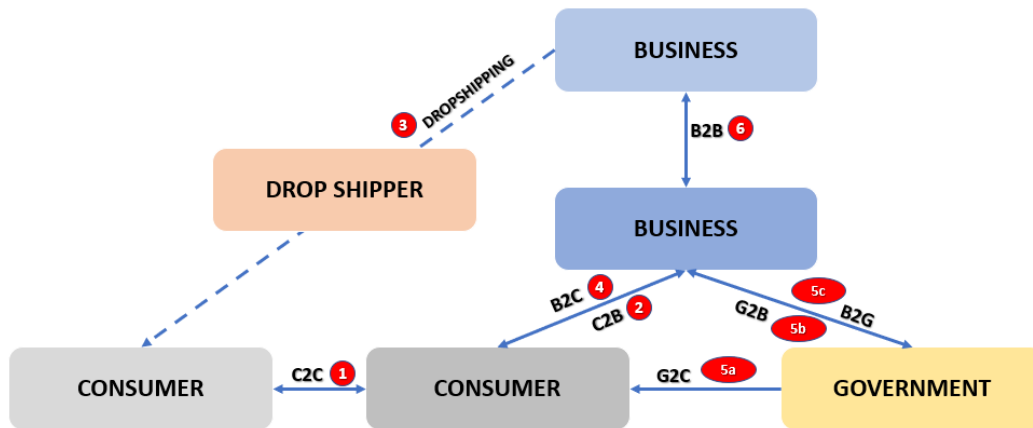 BUSINESS
3 DROPSHIPPING
B2B 6
DROP SHIPPER
BUSINESS
B2C 4
C2B 2
5c
B2G
G2B
5b
CONSUMER
C2C 1
CONSUMER
G2C 5a
GOVERNMENT